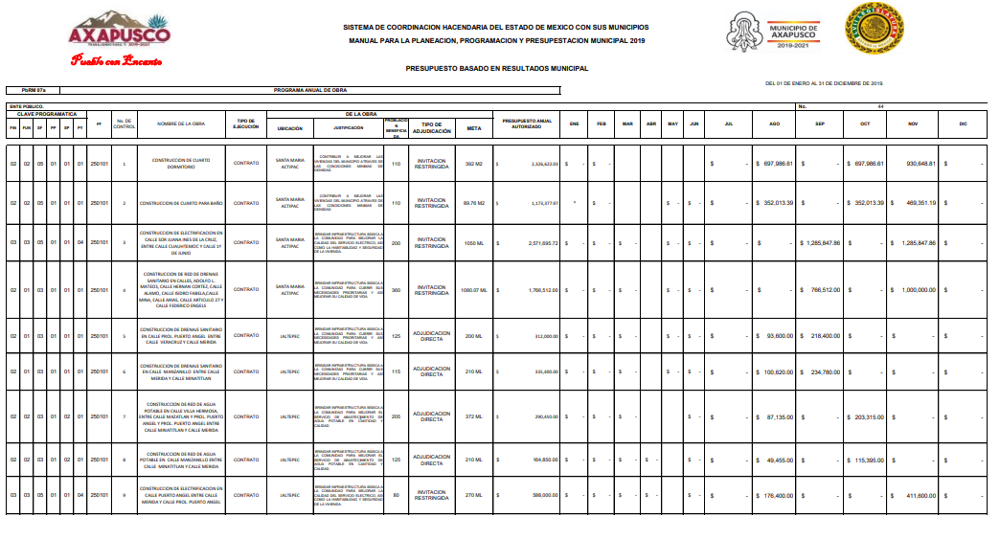 AXAPUSCO
TRABAJANDO PARA TI 2019-2021
Pueblo con Encanto
SISTEMA DE COORDINACION HACENDARIA DEL ESTADO DE MEXICO CON SUS MUNICIPIOS
MANUAL PARA LA PLANEACION, PROGRAMACION Y PRESUPESTACION MUNICIPAL 2019
PRESUPUESTO BASADO EN RESULTADOS MUNICIPAL
MUNICIPIO DE
AXAPUSCO
2019-2021
DEL 01 DE ENERO AL 31 DE DICIEMBRE DE 2019.
PbRM 07a PROGRAMA ANUAL DE OBRA
ENTE PÚBLICO. No. 44
CLAVE PROGRAMATICA DE LA OBRA
FIN FUN SF PP SP PY FF No. DE CONTROL NOMBRE DE LA OBRA TIPO DE EJECUCIÓN UBICACIÓN JUSTIFICACIÓN POBLACION BENEFICIADA TIPO DE ADJUDICACIÓN META PRESUPUESTO ANUAL AUTORIZADO ENE FEB MAR ABR MAY JUN JUL AGO SEP OCT NOV DIC
02 02 05 01 01 01 250101 1 CONSTRUCCION DE CUARTO DORMITORIO CONTRATO SANTA MARIA ACTIPAC CONTRIBUIR A MEJORAR LAS VIVIENDAS DEL MUNICIPIO ATRAVES DE LAS CONDICIONES MINIMAS DE DIGNIDAD. 110 INVITACION RESTRINGIDA 392 M2 $ 2,326,622.03 $ - $ - $ - $ 697,986.61 $ - $ 697,986.61 930,648.81 $ -
02 02 05 01 01 01 250101 2 CONSTRUCCION DE CUARTO PARA BAÑO CONTRATO SANTA MARIA ACTIPAC CONTRIBUIR A MEJORAR LAS VIVIENDAS DEL MUNICIPIO ATRAVES DE LAS CONDICIONES MINIMAS DE DIGNIDAD. 110 INVITACION RESTRINGIDA 89.76 M2 $ 1,173,377.97 $ - $ - $ - $ - $ 352,013.39 $ - $ 352,013.39 $ 469,351.19 $ -
03 03 05 01 01 04 250101 3 CONSTRUCCION DE ELECTRIFICACION EN CALLE SOR JUANA INES DE LA CRUZ, ENTRE CALLE CUAUHTEMOC Y CALLE 1º DE JUNIO CONTRATO SANTA MARIA ACTIPAC BRINDAR INFRAESTRUCTURA BÁSICA A LA COMUNIDAD PARA MEJORAR LA CALIDAD DEL SERVICIO ELECTRICO, ASI COMO LA HABITABILIDAD Y SEGURIDAD DE LA VIVIENDA. 200 INVITACION RESTRINGIDA 1050 ML $ 2,571,695.72 $ - $ - $ - $ - $ - $ - $ 1,285,847.86 $ - $ 1,285,847.86 $ -
02 01 03 01 01 01 250101 4 CONSTRUCCION DE RED DE DRENAJE SANITARIO EN CALLES, ADOLFO L. MATEOS, CALLE HERNAN CORTEZ, CALLE ALAMO, CALLE ISIDRO FABELA,CALLE MINA, CALLE ARIAS, CALLE ARTICULO 27 Y CALLE FEDERICO ENGELS CONTRATO SANTA MARIA ACTIPAC BRINDAR INFRAESTRUCTURA BÁSICA A LA COMUNIDAD PARA CUBRIR SUS NECESIDADES PRIORITARIAS Y ASI MEJORAR SU CALIDAD DE VIDA. 360 INVITACION RESTRINGIDA 1080.07 ML $ 1,766,512.00 $ - $ - $ - $ - $ - $ - $ 766,512.00 $ - $ 1,000,000.00 $ -
02 01 03 01 01 01 250101 5 CONSTRUCCION DE DRENAJE SANITARIO EN CALLE PROL. PUERTO ANGEL ENTRE CALLE VERACRUZ Y CALLE MERIDA CONTRATO JALTEPEC BRINDAR INFRAESTRUCTURA BÁSICA A LA COMUNIDAD PARA CUBRIR SUS NECESIDADES PRIORITARIAS Y ASI MEJORAR SU CALIDAD DE VIDA. 125 ADJUDICACION DIRECTA 200 ML $ 312,000.00 $ - $ - $ - $ - $ - $ 93,600.00 $ 218,400.00 $ - $ - $ -
02 01 03 01 01 01 250101 6 CONSTRUCCION DE DRENAJE SANITARIO EN CALLE MANZANILLO ENTRE CALLE MERIDA Y CALLE MINATITLAN CONTRATO JALTEPEC BRINDAR INFRAESTRUCTURA BÁSICA A LA COMUNIDAD PARA CUBRIR SUS NECESIDADES PRIORITARIAS Y ASI MEJORAR SU CALIDAD DE VIDA. 115 ADJUDICACION DIRECTA 210 ML $ 335,400.00 $ - $ - $ - $ - $ - $ 100,620.00 $ 234,780.00 $ - $ - $ -
02 02 03 01 02 01 250101 7 CONSTRUCCION DE RED DE AGUA POTABLE EN CALLE VILLA HERMOSA, ENTRE CALLE MAZATLAN Y PROL. PUERTO ANGEL Y PROL. PUERTO ANGEL ENTRE CALLE MINATITLAN Y CALLE MERIDA CONTRATO JALTEPEC BRINDAR INFRAESTRUCTURA BÁSICA A LA COMUNIDAD PARA MEJORAR EL SERVICIO DE ABASTECIMIENTO DE AGUA POTABLE EN CANTIDAD Y CALIDAD. 205 ADJUDICACION DIRECTA 372 ML $ 290,450.00 $ - $ - $ - $ - $ - $ 87,135.00 $ - $ 203,315.00 $ - $ -
02 02 03 01 02 01 250101 8 CONSTRUCCION DE RED DE AGUA POTABLE EN CALLE MANZANILLO ENTRE CALLE MINATITLAN Y CALLE MERIDA CONTRATO JALTEPEC BRINDAR INFRAESTRUCTURA BÁSICA A LA COMUNIDAD PARA MEJORAR EL SERVICIO DE ABASTECIMIENTO DE AGUA POTABLE EN CANTIDAD Y CALIDAD. 125 ADJUDICACION DIRECTA 210 ML $ 164,850.00 $ - $ - $ - $ - $ - $ - $ 49,455.00 $ - $ 115,395.00 $ - $ -
03 03 05 01 01 04 250101 9 CONSTRUCCION DE ELECTRIFICACION EN CALLE PUERTO ANGEL ENTRE CALLE MERIDA Y CALLE PROL. PUERTO ANGEL CONTRATO JALTEPEC BRINDAR INFRAESTRUCTURA BÁSICA A LA COMUNIDAD PARA MEJORAR LA CALIDAD DEL SERVICIO ELECTRICO, ASI COMO LA HABITABILIDAD Y SEGURIDAD DE LA VIVIENDA. 80 INVITACION RESTRINGIDA 270 ML $ 588,000.00 $ - $ - $ - $ - $ - $ - $ 176,400.00 $ - $ - $ 411,600.00 $ -